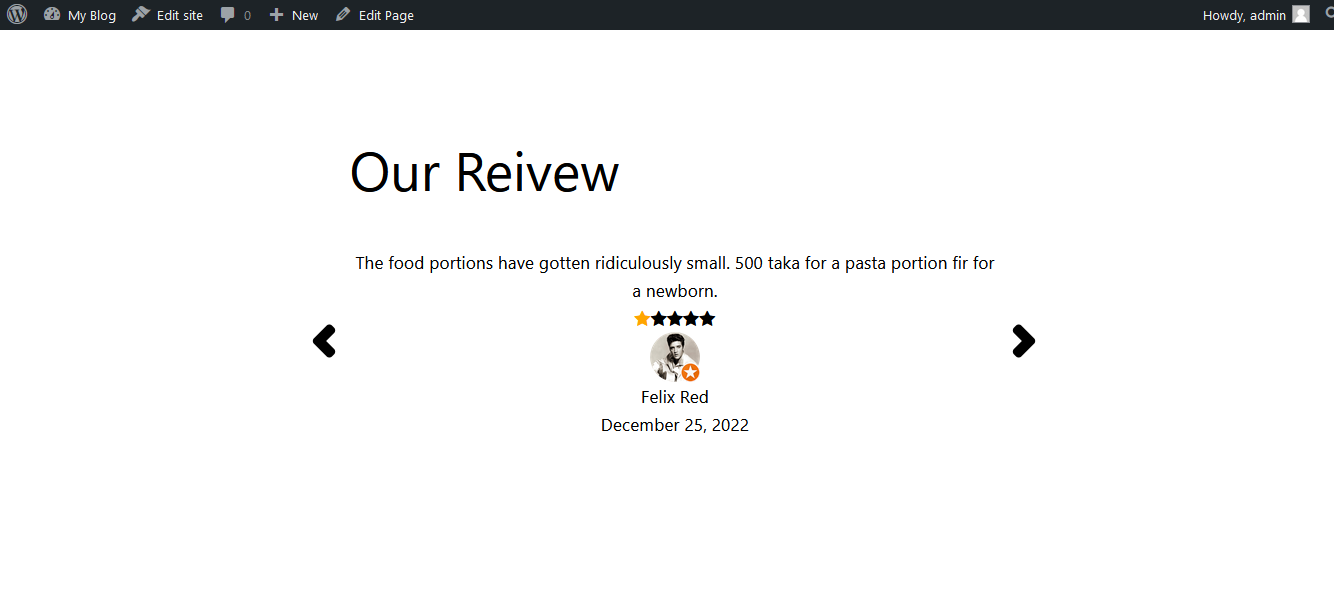 My Blog Edit site 0 New Edit Page Howdy, admin
Our Reivew
The food portions have gotten ridiculously small. 500 taka for a pasta portion fir for
a newborn.
Felix Red
December 25, 2022